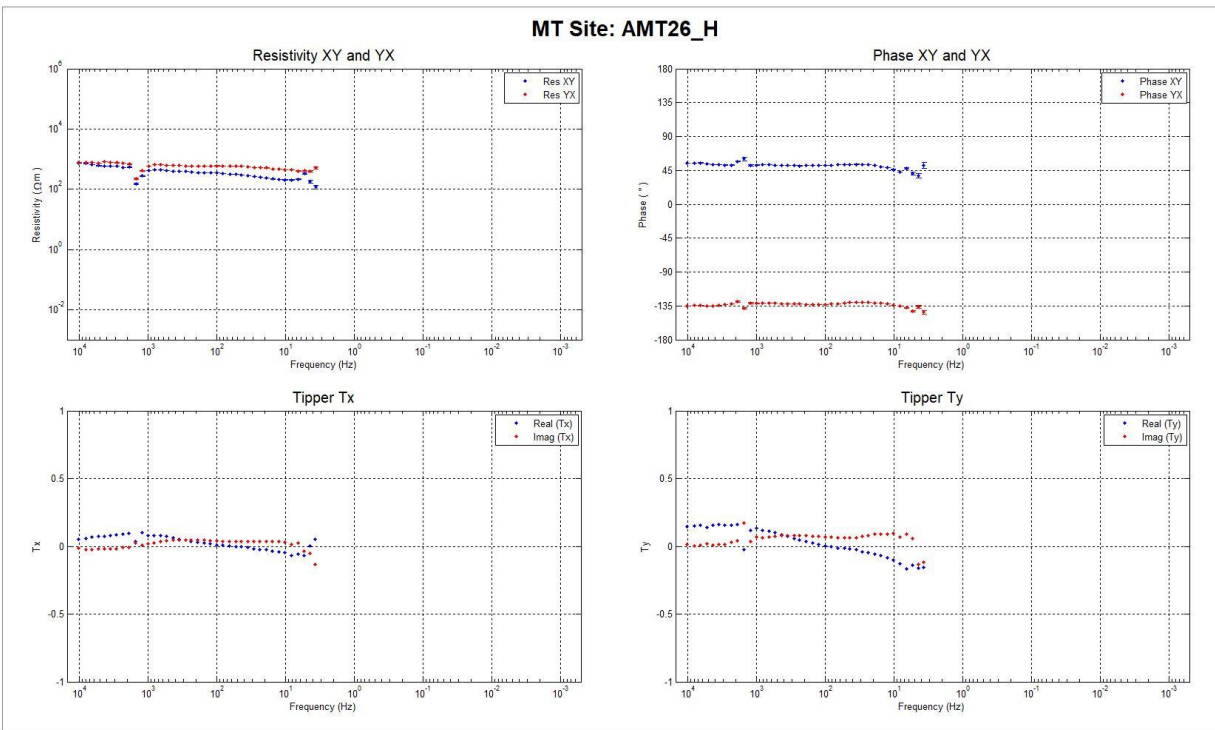 MT Site: AMT26_H
Resistivity XY and YX
Res XY
Res YX
10^6
10^4
10^2
10^0
10^-2
Resistivity (Ωm)
10^4 10^3 10^2 10^1 10^0 10^-1 10^-2 10^-3
Frequency (Hz)
Phase XY and YX
Phase XY
Phase YX
180
135
90
45
0
-45
-90
-135
-180
Phase (°)
10^4 10^3 10^2 10^1 10^0 10^-1 10^-2 10^-3
Frequency (Hz)
Tipper Tx
Real (Tx)
Imag (Tx)
1
0.5
0
-0.5
-1
Tx
10^4 10^3 10^2 10^1 10^0 10^-1 10^-2 10^-3
Frequency (Hz)
Tipper Ty
Real (Ty)
Imag (Ty)
1
0.5
0
-0.5
-1
Ty
10^4 10^3 10^2 10^1 10^0 10^-1 10^-2 10^-3
Frequency (Hz)